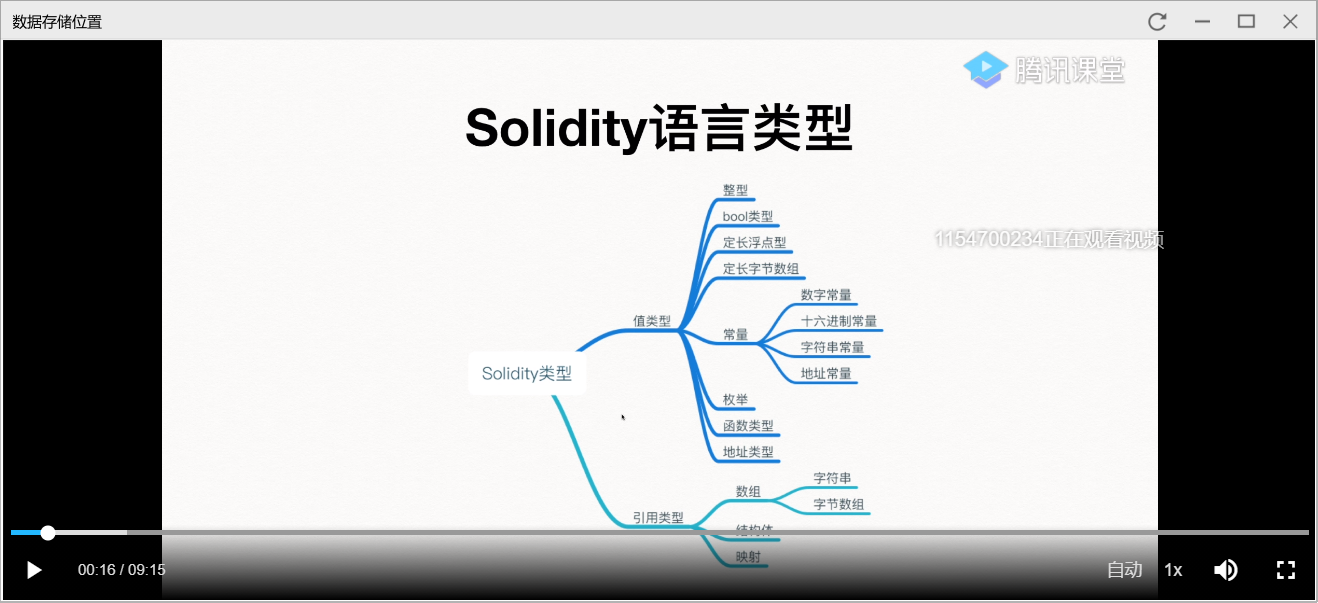 数据存储位置
腾讯课堂
Solidity语言类型
1154700234正在观看视频
整型
bool类型
定长浮点型
定长字节数组
数字常量
值类型
十六进制常量
常量
字符串常量
Solidity类型
地址常量
枚举
函数类型
地址类型
字符串
数组
字节数组
引用类型
结构体
映射
00:16 / 09:15
自动
1x